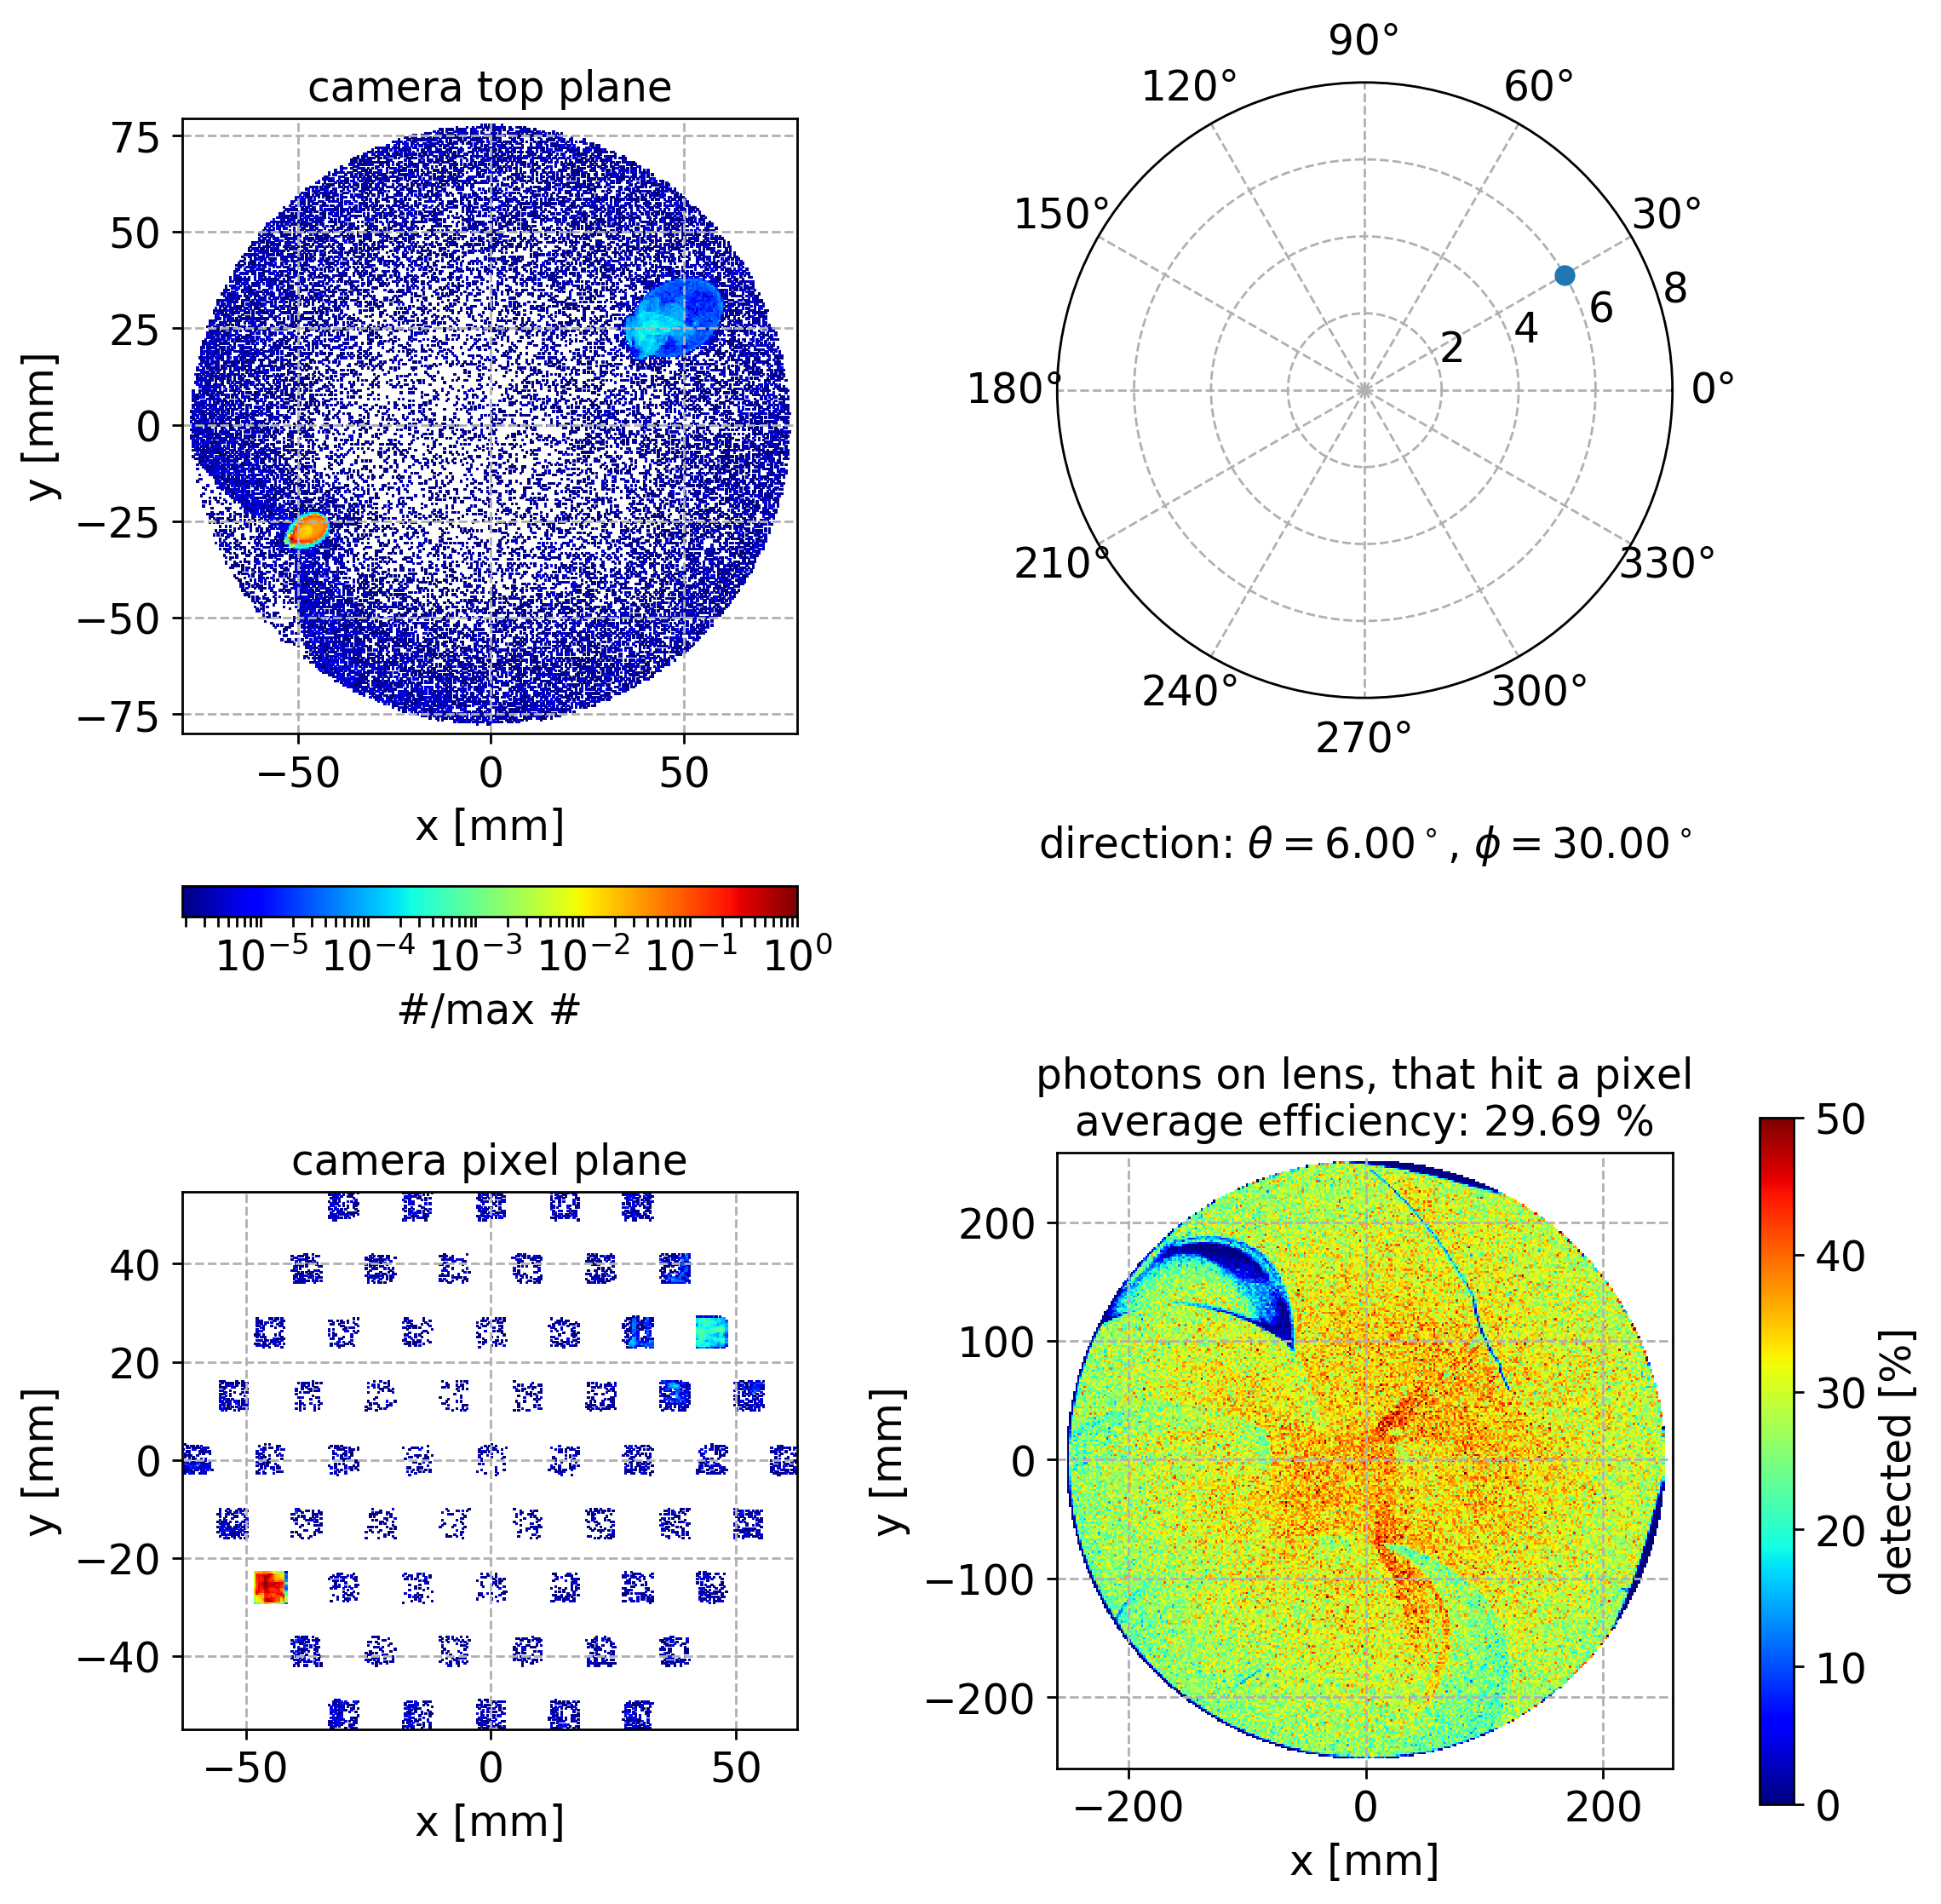 camera top plane
75
50
25
0
−25
−50
−75
y [mm]
−50 0 50
x [mm]
10⁻⁵ 10⁻⁴ 10⁻³ 10⁻² 10⁻¹ 10⁰
#/max #
90°
120° 60°
150° 30°
8
6
4
2
180° 0°
210° 330°
240° 300°
270°
direction: θ = 6.00°, ϕ = 30.00°
camera pixel plane
40
20
0
−20
−40
y [mm]
−50 0 50
x [mm]
photons on lens, that hit a pixel
average efficiency: 29.69 %
200
100
0
−100
−200
y [mm]
−200 0 200
x [mm]
50
40
30
20
10
0
detected [%]